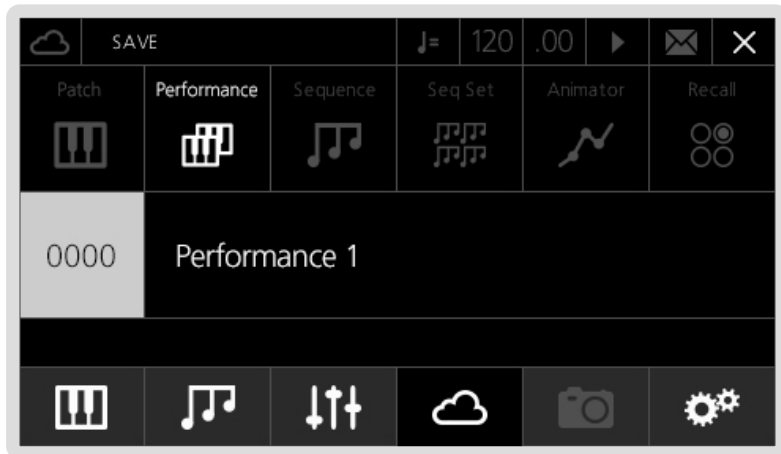 SAVE ♩= 120 .00
Patch Performance Sequence Seq Set Animator Recall
0000 Performance 1